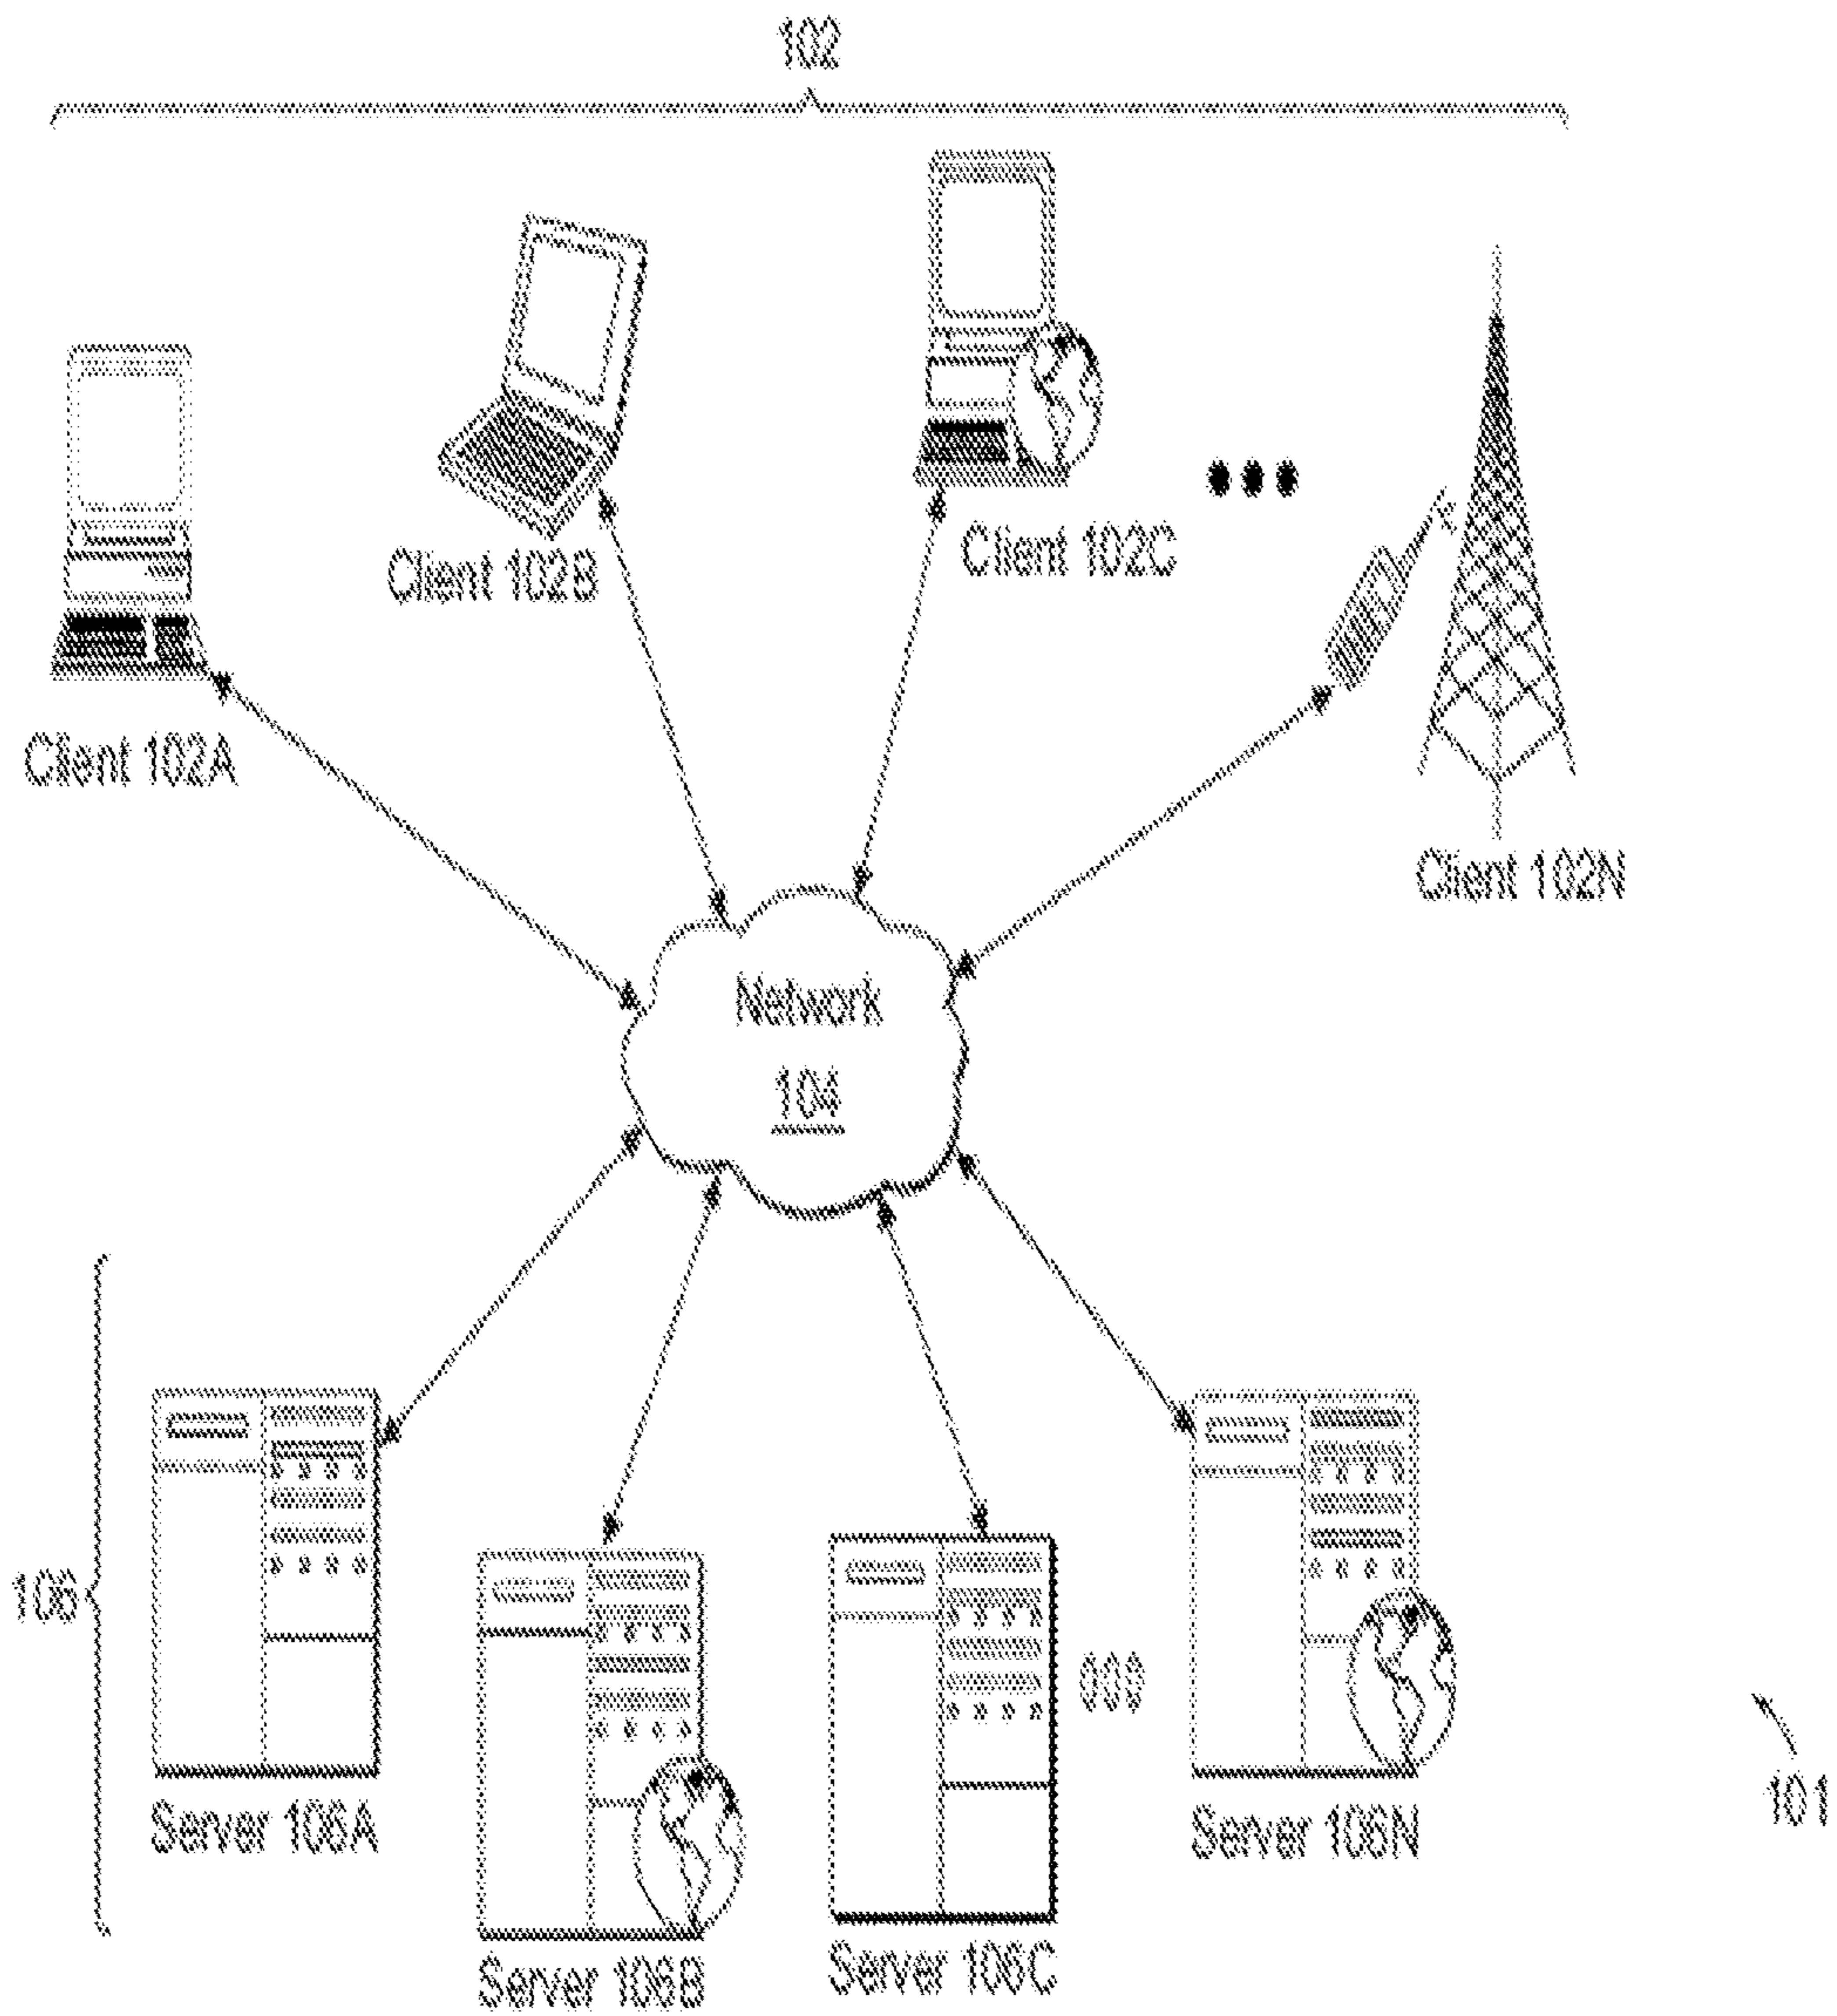 102
Client 102A
Client 102B
Client 102C
Client 102N
Network
104
106
Server 106A
Server 106B
Server 106C
Server 106N
101